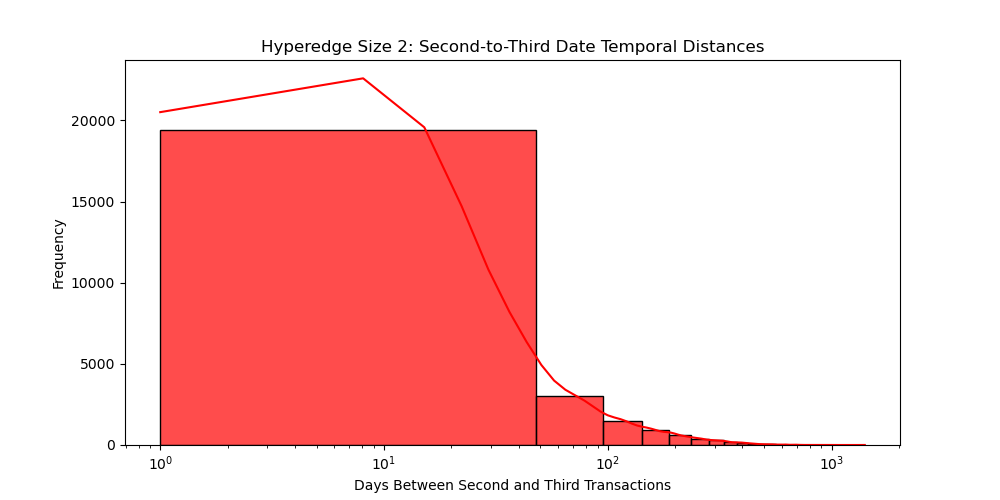 Hyperedge Size 2: Second-to-Third Date Temporal Distances
Frequency
20000
15000
10000
5000
0
10⁰ 10¹ 10² 10³
Days Between Second and Third Transactions